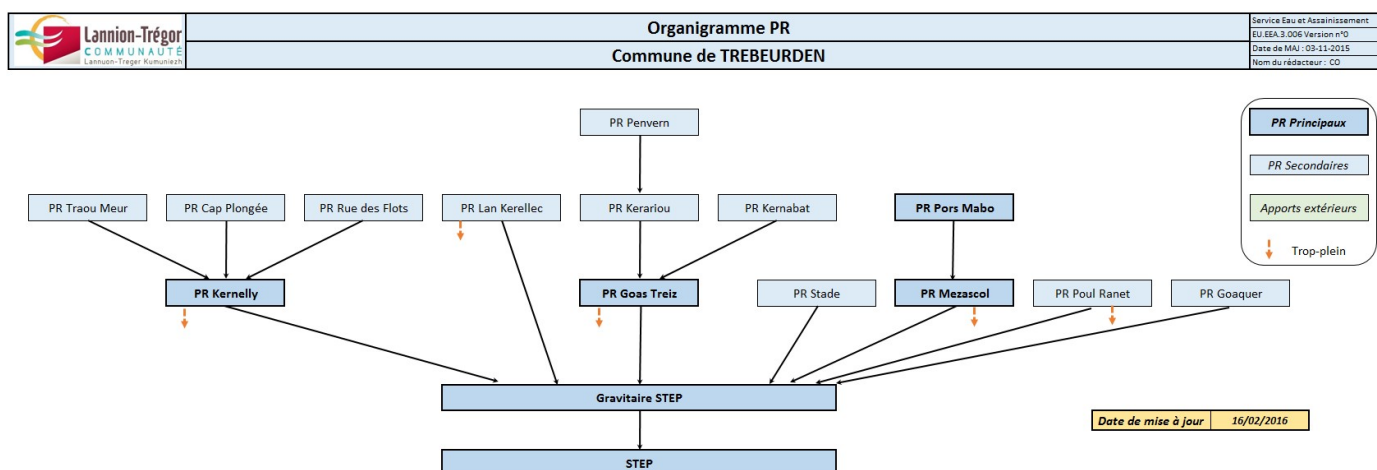 Lannion-Trégor
COMMUNAUTÉ
Lannuon-Treger Kumuniezh
Organigramme PR
Commune de TREBEURDEN
Service Eau et Assainissement
EU.EEA.3.006 Version n°0
Date de MAJ : 03-11-2015
Nom du rédacteur : CO
PR Penvern
PR Principaux
PR Secondaires
Apports extérieurs
Trop-plein
PR Traou Meur
PR Cap Plongée
PR Rue des Flots
PR Lan Kerellec
PR Kerariou
PR Kernabat
PR Pors Mabo
PR Kernelly
PR Goas Treiz
PR Stade
PR Mezascol
PR Poul Ranet
PR Goaquer
Gravitaire STEP
Date de mise à jour 16/02/2016
STEP